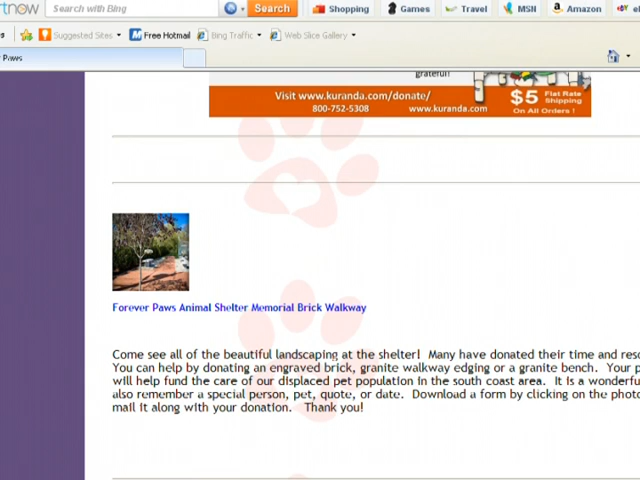 rtnow Search with Bing Search Shopping Games Travel MSN Amazon
Suggested Sites Free Hotmail Bing Traffic Web Slice Gallery
Paws
grateful!
Visit www.kuranda.com/donate/
800-752-5308 www.kuranda.com
$5 Flat Rate
Shipping
On All Orders !
Forever Paws Animal Shelter Memorial Brick Walkway
Come see all of the beautiful landscaping at the shelter! Many have donated their time and reso
You can help by donating an engraved brick, granite walkway edging or a granite bench. Your p
will help fund the care of our displaced pet population in the south coast area. It is a wonderfu
also remember a special person, pet, quote, or date. Download a form by clicking on the photo
mail it along with your donation. Thank you!